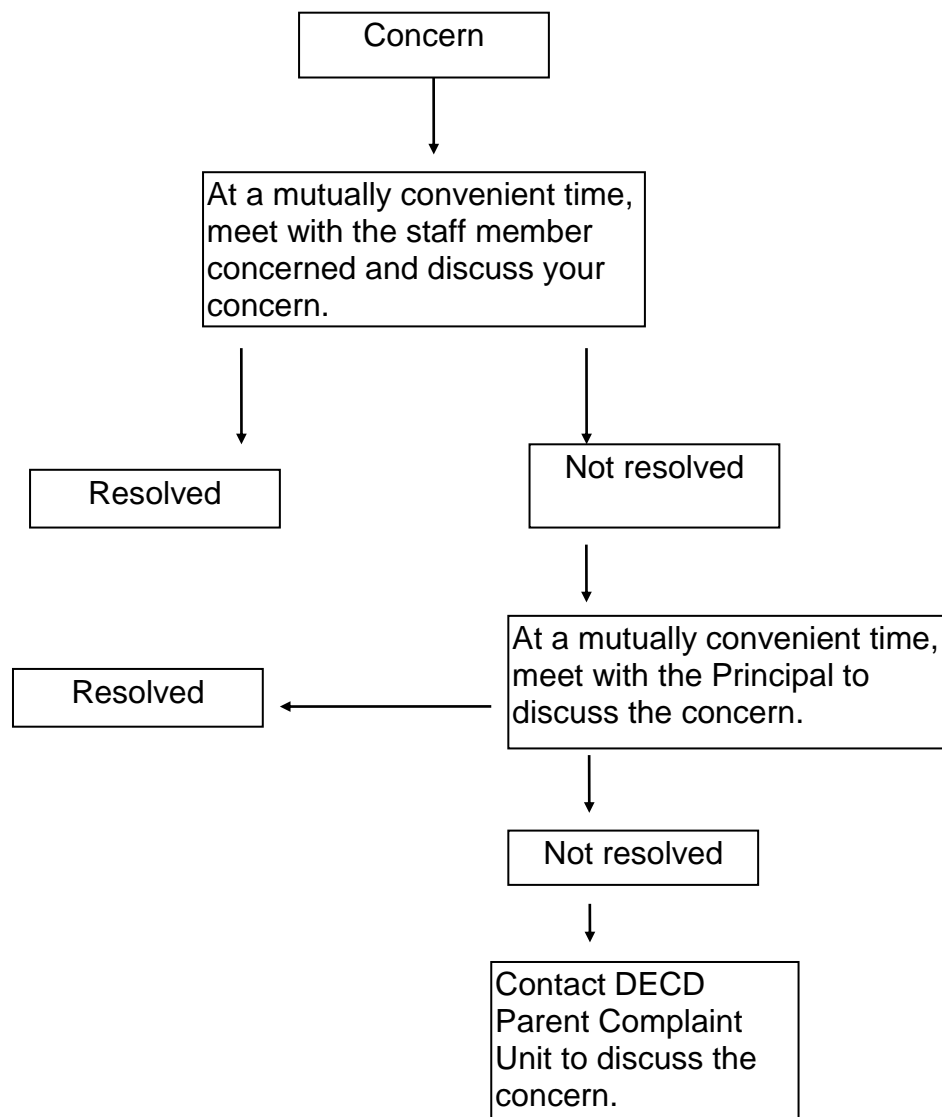 Concern
At a mutually convenient time,
meet with the staff member
concerned and discuss your
concern.
Not resolved
Resolved
At a mutually convenient time,
meet with the Principal to
discuss the concern.
Resolved
Not resolved
Contact DECD
Parent Complaint
Unit to discuss the
concern.